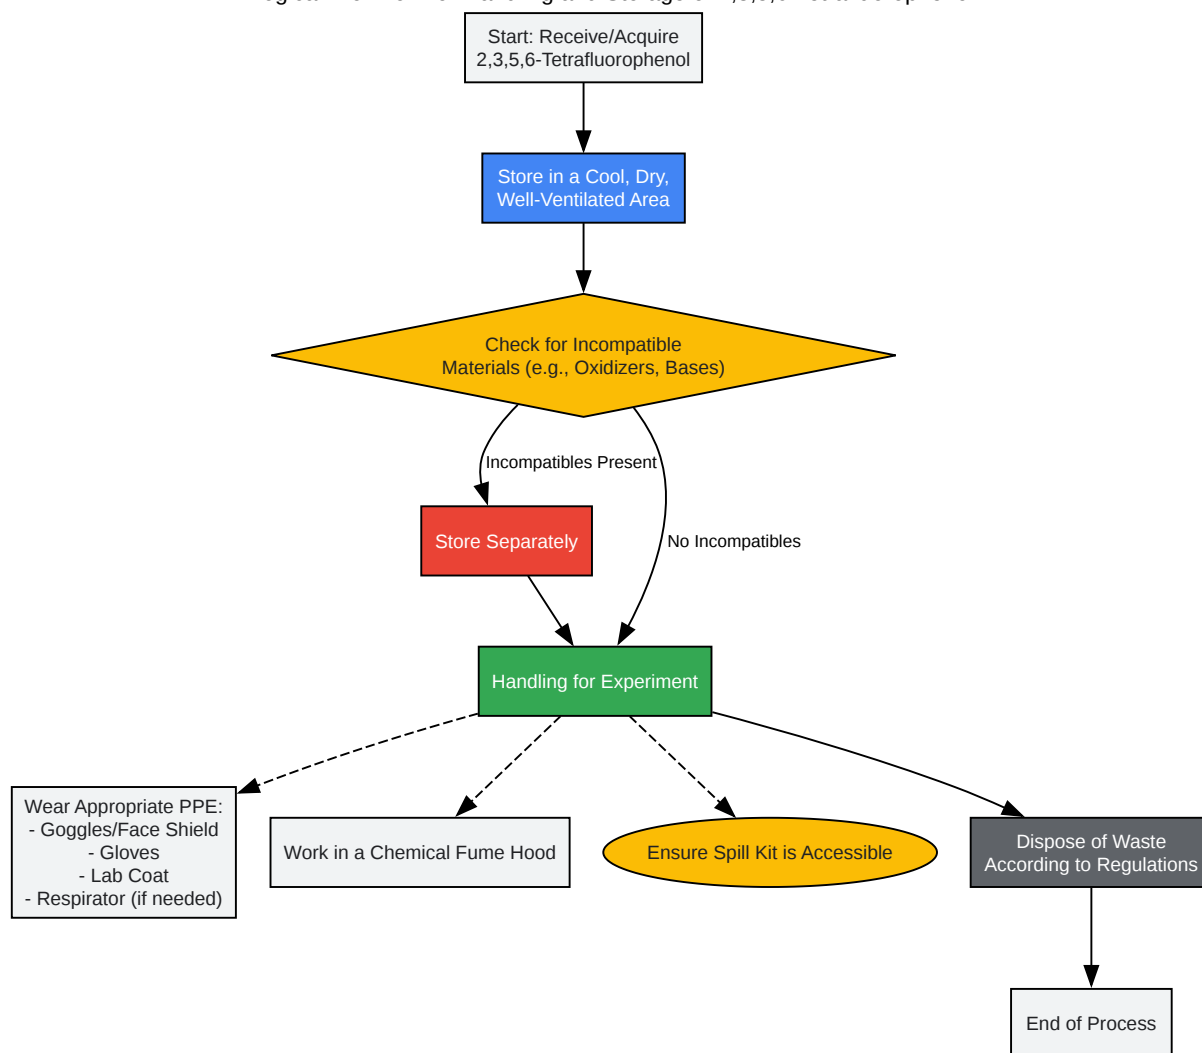 Start: Receive/Acquire
2,3,5,6-Tetrafluorophenol
Store in a Cool, Dry,
Well-Ventilated Area
Check for Incompatible
Materials (e.g., Oxidizers, Bases)
Incompatibles Present
Store Separately
No Incompatibles
Handling for Experiment
Wear Appropriate PPE:
- Goggles/Face Shield
- Gloves
- Lab Coat
- Respirator (if needed)
Work in a Chemical Fume Hood
Ensure Spill Kit is Accessible
Dispose of Waste
According to Regulations
End of Process